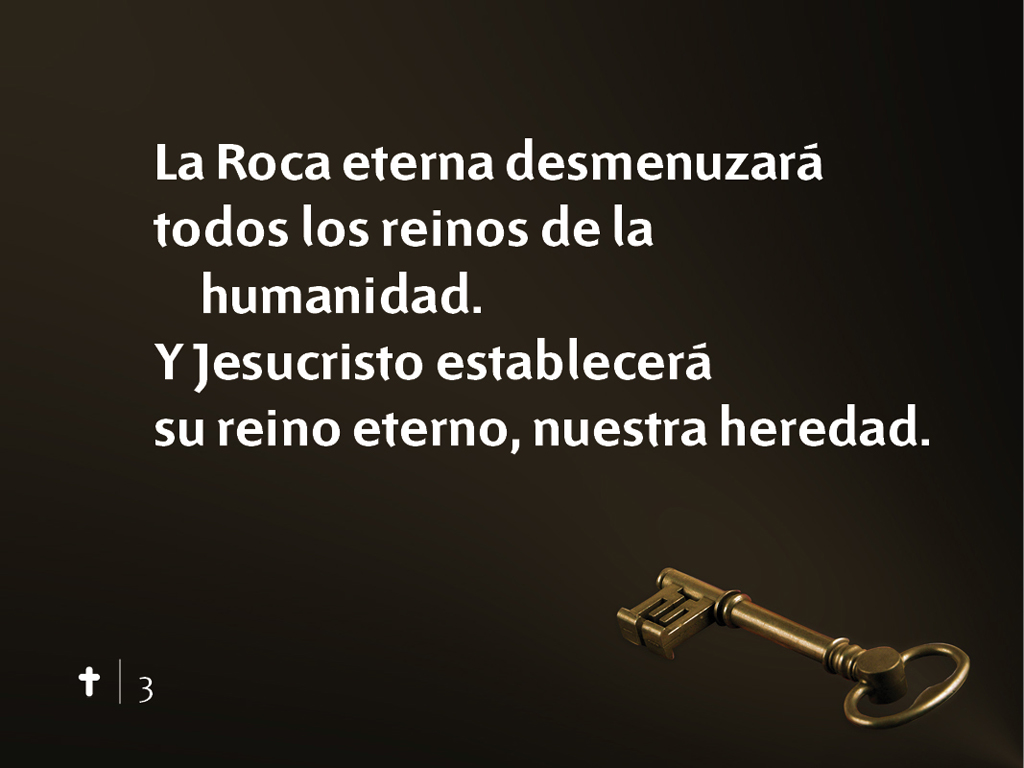 La Roca eterna desmenuzará
todos los reinos de la
humanidad.
Y Jesucristo establecerá
su reino eterno, nuestra heredad.
3